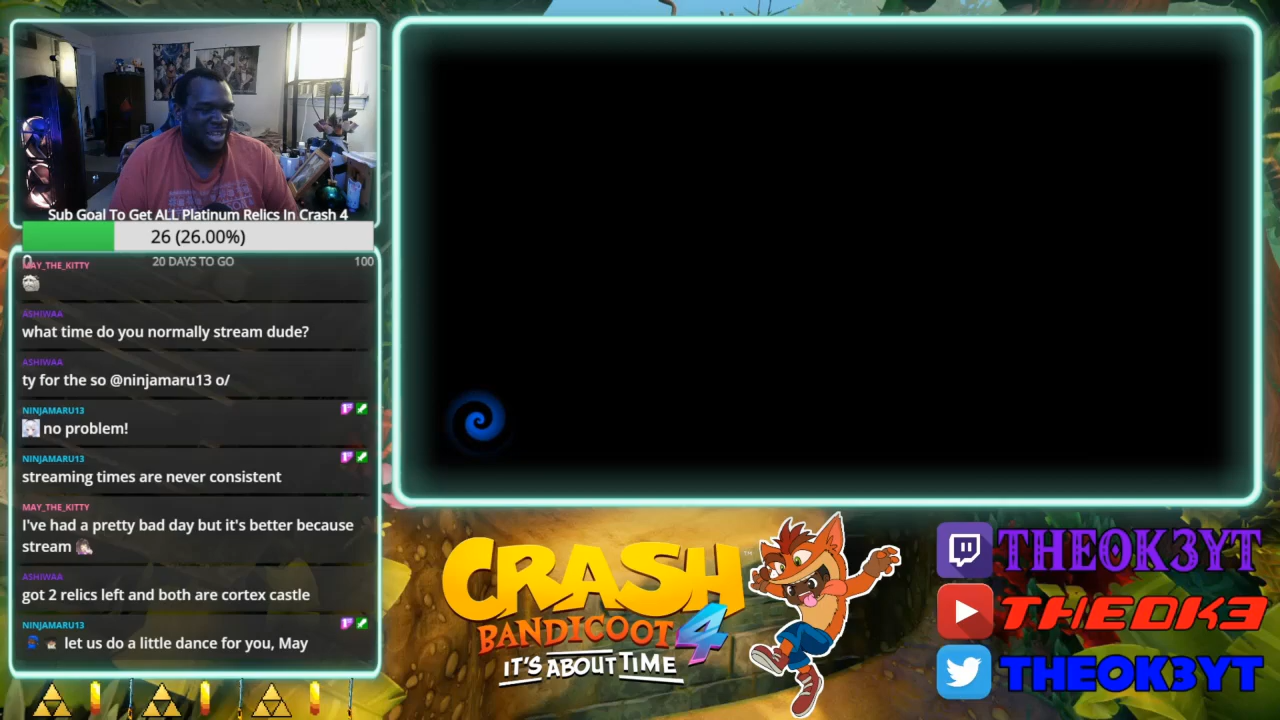 Sub Goal To Get ALL Platinum Relics In Crash 4
26 (26.00%)
0 20 DAYS TO GO 100
MAY_THE_KITTY
ASHIWAA
what time do you normally stream dude?
ASHIWAA
ty for the so @ninjamaru13 o/
NINJAMARU13
no problem!
NINJAMARU13
streaming times are never consistent
MAY_THE_KITTY
I've had a pretty bad day but it's better because
stream
ASHIWAA
got 2 relics left and both are cortex castle
NINJAMARU13
let us do a little dance for you, May
CRASH™
BANDICOOT 4
IT'S ABOUT TIME
THEOK3YT
THEOK3
THEOK3YT